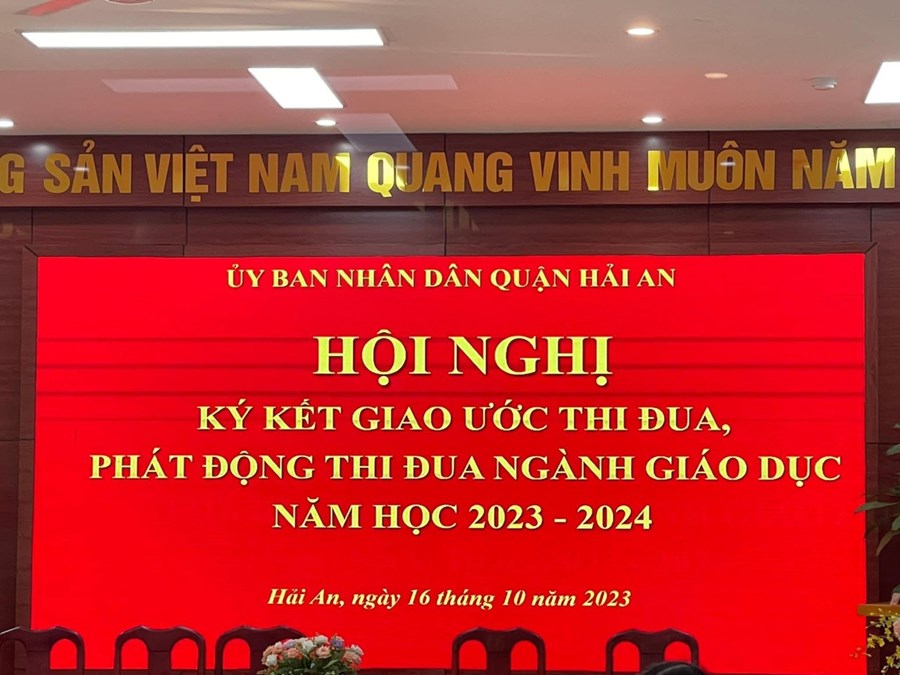 G SẢN VIỆT NAM QUANG VINH MUÔN NĂM
ỦY BAN NHÂN DÂN QUẬN HẢI AN
HỘI NGHỊ
KÝ KẾT GIAO ƯỚC THI ĐUA,
PHÁT ĐỘNG THI ĐUA NGÀNH GIÁO DỤC
NĂM HỌC 2023 - 2024
Hải An, ngày 16 tháng 10 năm 2023